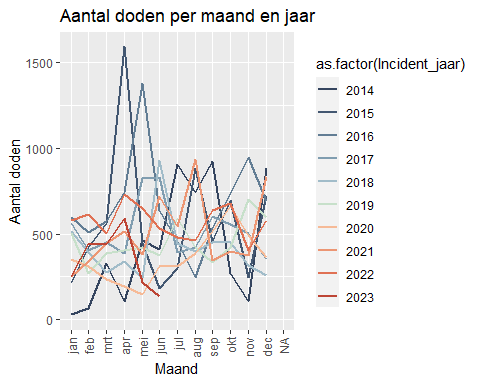 Aantal doden per maand en jaar
Aantal doden
1500
1000
500
0
jan
feb
mrt
apr
mei
jun
jul
aug
sep
okt
nov
dec
NA
Maand
as.factor(Incident_jaar)
2014
2015
2016
2017
2018
2019
2020
2021
2022
2023